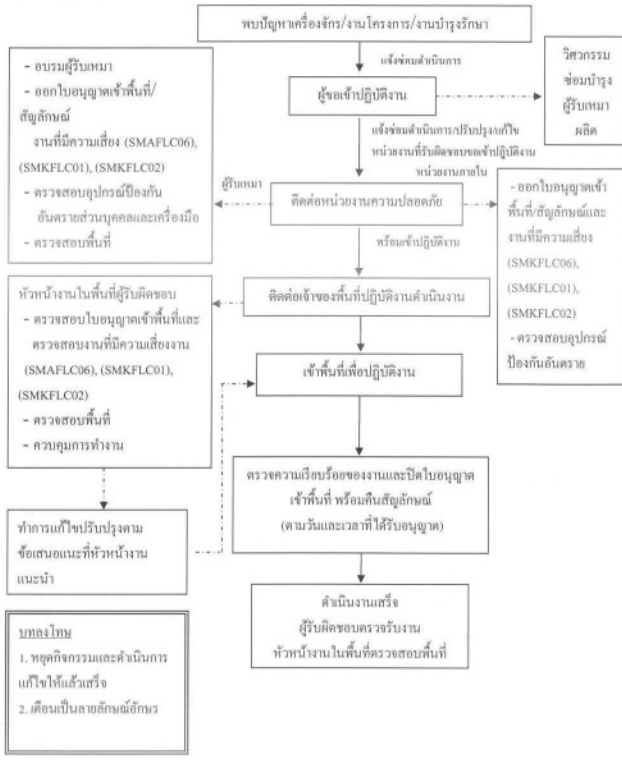 พบปัญหาเครื่องจักร/งานโครงการ/งานบำรุงรักษา
แจ้งซ่อมดำเนินการ
ผู้ขอเข้าปฏิบัติงาน
วิศวกรรม
ซ่อมบำรุง
ผู้รับเหมา
ผลิต
- อบรมผู้รับเหมา
- ออกใบอนุญาตเข้าพื้นที่/
สัญลักษณ์
งานที่มีความเสี่ยง (SMAFLC06),
(SMKFLC01), (SMKFLC02)
- ตรวจสอบอุปกรณ์ป้องกัน
อันตรายส่วนบุคคลและเครื่องมือ
- ตรวจสอบพื้นที่
แจ้งซ่อมดำเนินการ/ปรับปรุง/แก้ไข
หน่วยงานที่รับผิดชอบขอเข้าปฏิบัติงาน
หน่วยงานภายใน
ผู้รับเหมา
ติดต่อหน่วยงานความปลอดภัย
- ออกใบอนุญาตเข้า
พื้นที่/สัญลักษณ์และ
งานที่มีความเสี่ยง
(SMKFLC06),
(SMKFLC01),
(SMKFLC02)
- ตรวจสอบอุปกรณ์
ป้องกันอันตราย
พร้อมเข้าปฏิบัติงาน
ติดต่อเจ้าของพื้นที่ปฏิบัติงานดำเนินงาน
หัวหน้างานในพื้นที่ผู้รับผิดชอบ
- ตรวจสอบใบอนุญาตเข้าพื้นที่และ
ตรวจสอบงานที่มีความเสี่ยงงาน
(SMAFLC06), (SMKFLC01),
(SMKFLC02)
- ตรวจสอบพื้นที่
- ควบคุมการทำงาน
เข้าพื้นที่เพื่อปฏิบัติงาน
ตรวจความเรียบร้อยของงานและปิดใบอนุญาต
เข้าพื้นที่ พร้อมคืนสัญลักษณ์
(ตามวันและเวลาที่ได้รับอนุญาต)
ทำการแก้ไขปรับปรุงตาม
ข้อเสนอแนะที่หัวหน้างาน
แนะนำ
ดำเนินงานเสร็จ
ผู้รับผิดชอบตรวจรับงาน
หัวหน้างานในพื้นที่ตรวจสอบพื้นที่
บทลงโทษ
1. หยุดกิจกรรมและดำเนินการ
แก้ไขให้แล้วเสร็จ
2. เตือนเป็นลายลักษณ์อักษร